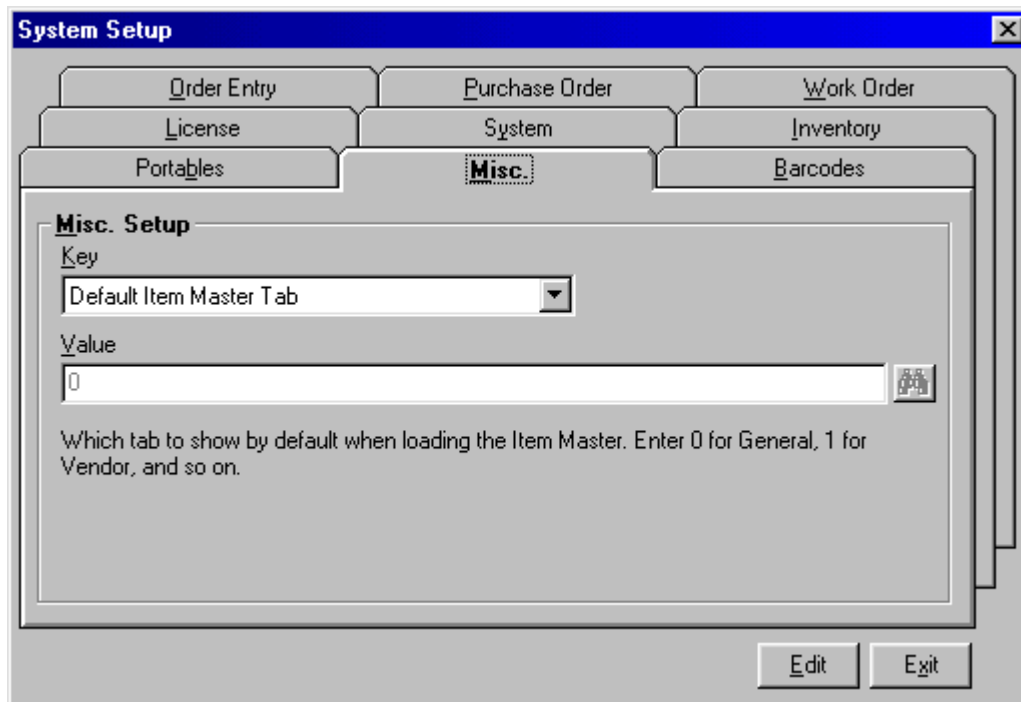 System Setup
Order Entry
Purchase Order
Work Order
License
System
Inventory
Portables
Misc.
Barcodes
Misc. Setup
Key
Default Item Master Tab
Value
0
Which tab to show by default when loading the Item Master. Enter 0 for General, 1 for
Vendor, and so on.
Edit
Exit